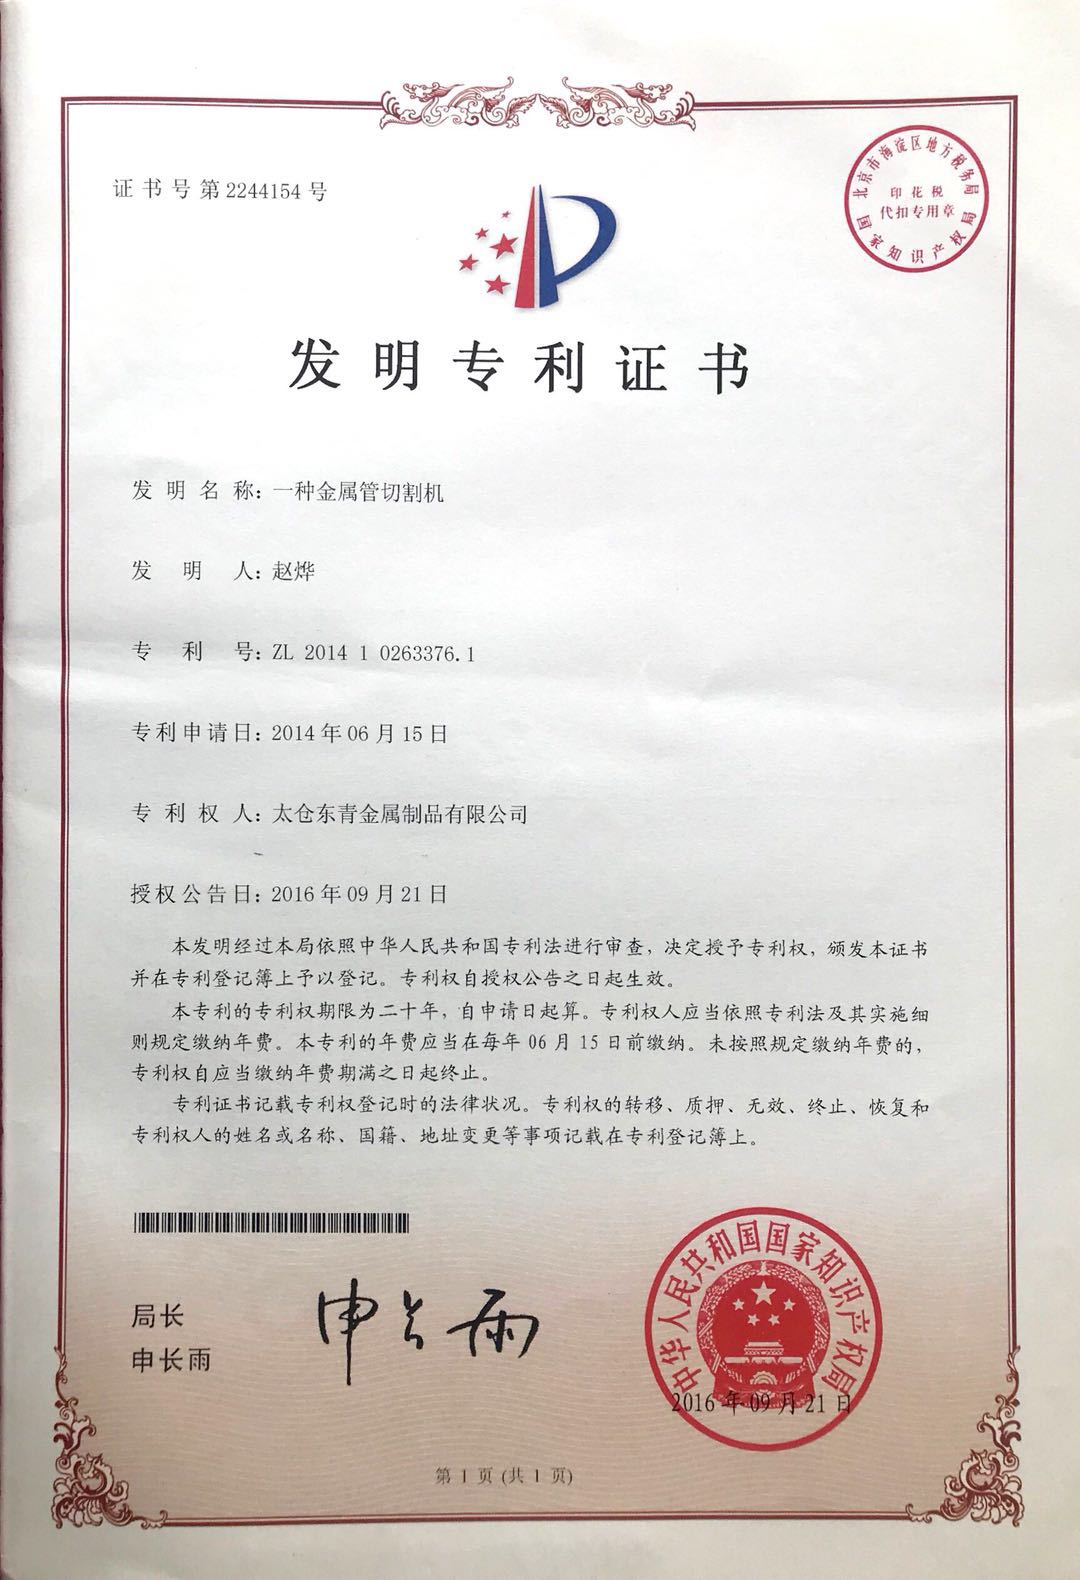 证书号第2244154号
北京市海淀区地方税务局
印花税
代扣专用章
国家知识产权局
发明专利证书
发明名称：一种金属管切割机
发明人：赵烨
专利号：ZL 2014 1 0263376.1
专利申请日：2014年06月15日
专利权人：太仓东青金属制品有限公司
授权公告日：2016年09月21日
本发明经过本局依照中华人民共和国专利法进行审查，决定授予专利权，颁发本证书
并在专利登记簿上予以登记。专利权自授权公告之日起生效。
本专利的专利权期限为二十年，自申请日起算。专利权人应当依照专利法及其实施细
则规定缴纳年费。本专利的年费应当在每年06月15日前缴纳。未按照规定缴纳年费的，
专利权自应当缴纳年费期满之日起终止。
专利证书记载专利权登记时的法律状况。专利权的转移、质押、无效、终止、恢复和
专利权人的姓名或名称、国籍、地址变更等事项记载在专利登记簿上。
局长
申长雨
申长雨
中华人民共和国国家知识产权局
2016年09月21日
第1页(共1页)